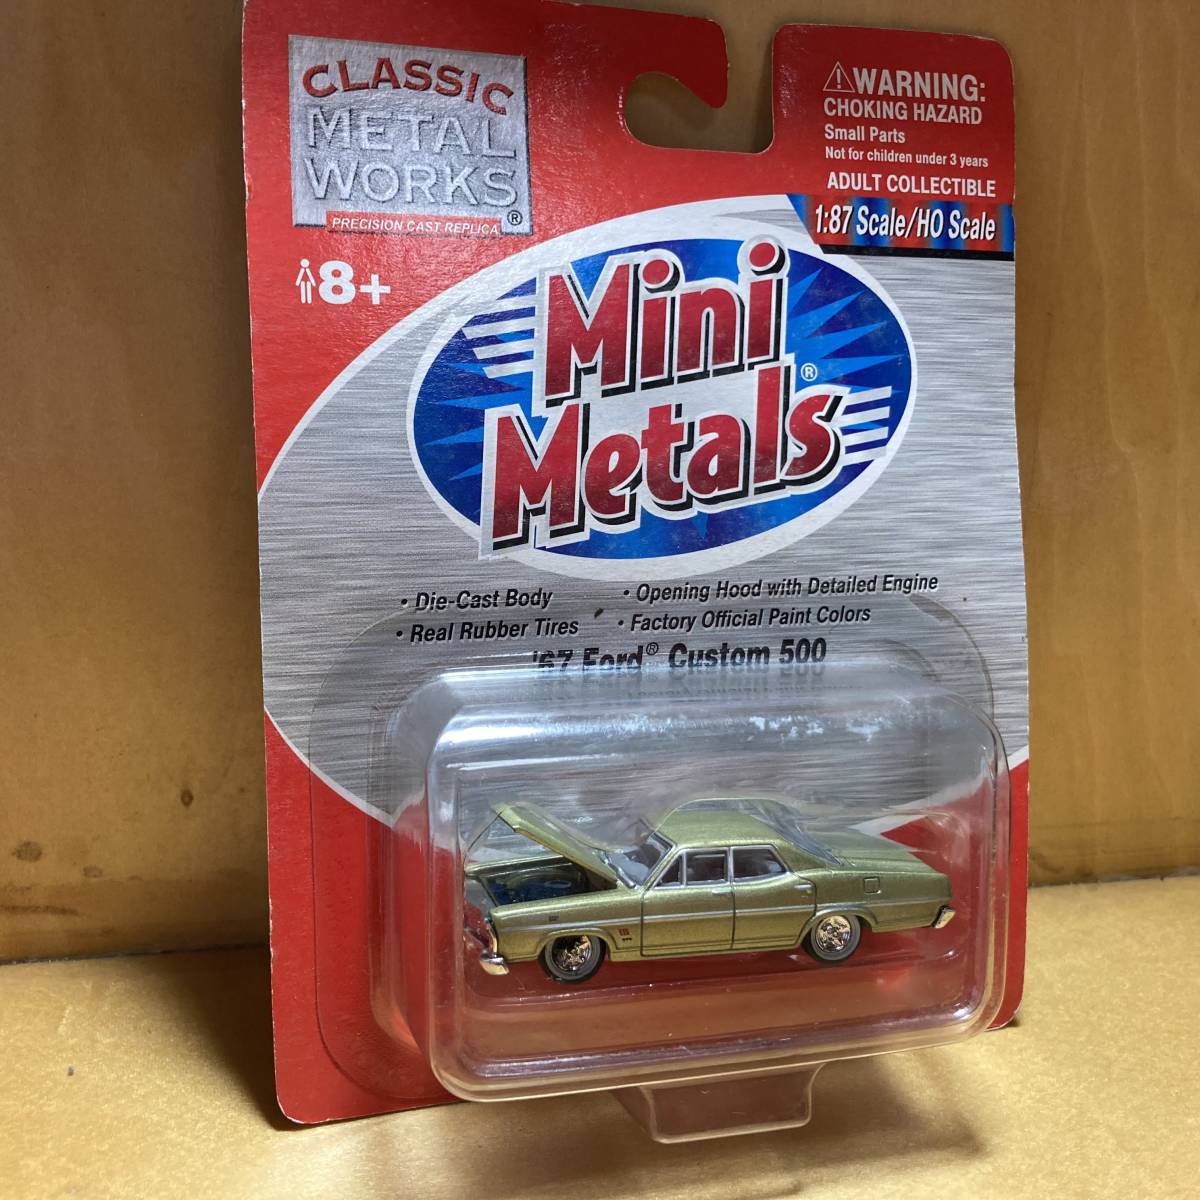 CLASSIC
METAL
WORKS®
PRECISION CAST REPLICA
8+
⚠WARNING:
CHOKING HAZARD
Small Parts
Not for children under 3 years
ADULT COLLECTIBLE
1:87 Scale/HO Scale
Mini
Metals®
• Die-Cast Body
• Real Rubber Tires
• Opening Hood with Detailed Engine
• Factory Official Paint Colors
'67 Ford® Custom 500